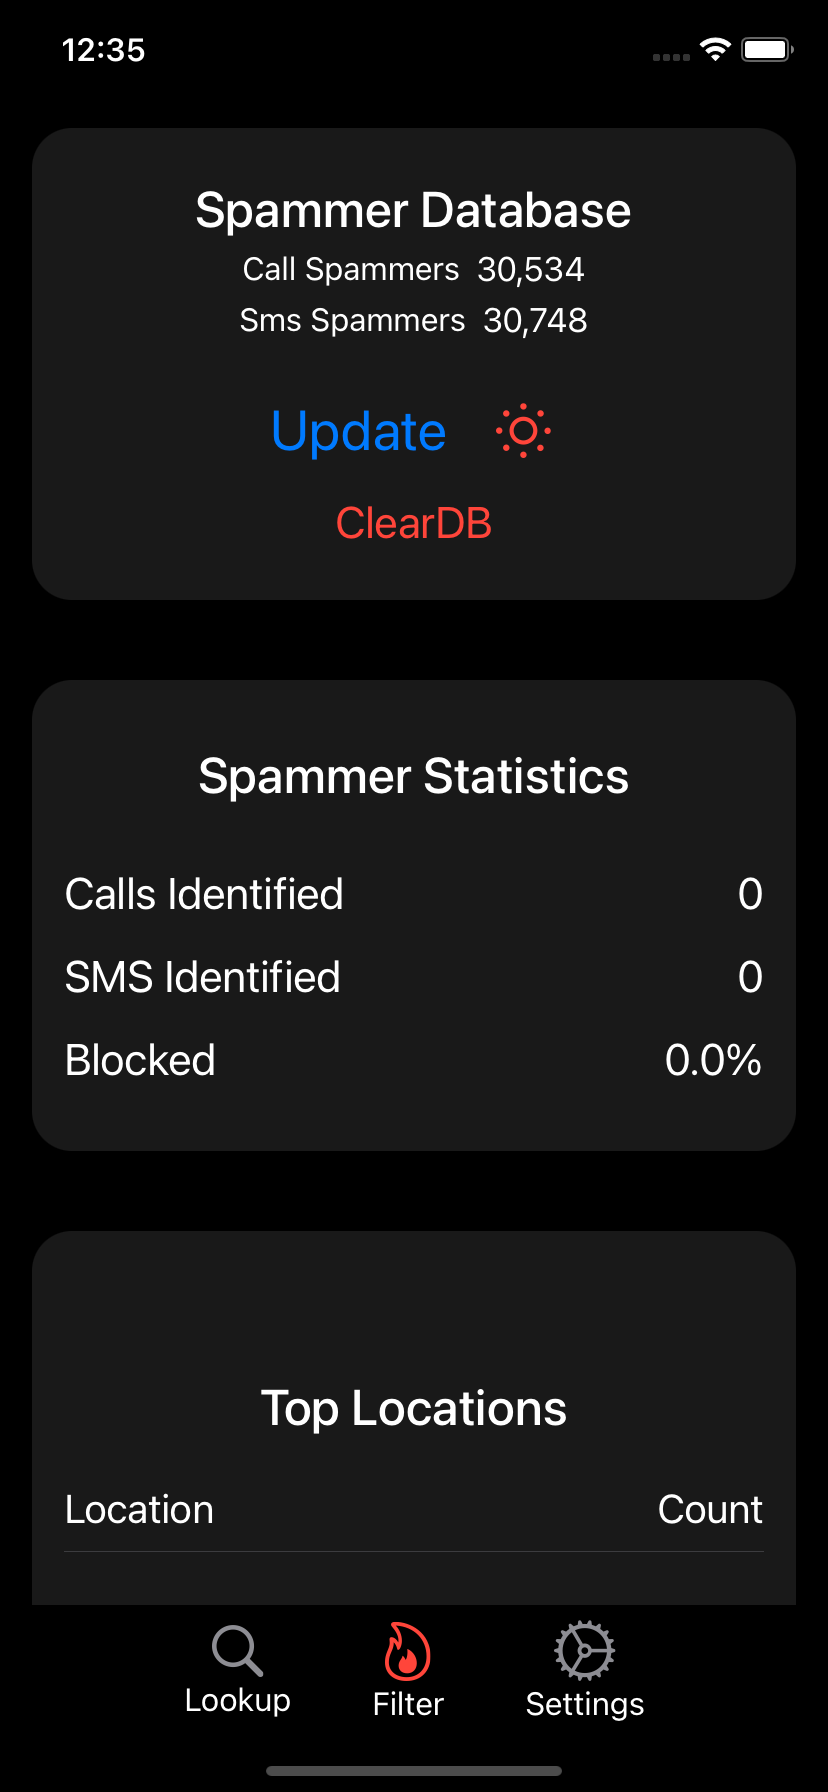 12:35
Spammer Database
Call Spammers 30,534
Sms Spammers 30,748
Update
ClearDB
Spammer Statistics
Calls Identified 0
SMS Identified 0
Blocked 0.0%
Top Locations
Location Count
Lookup Filter Settings